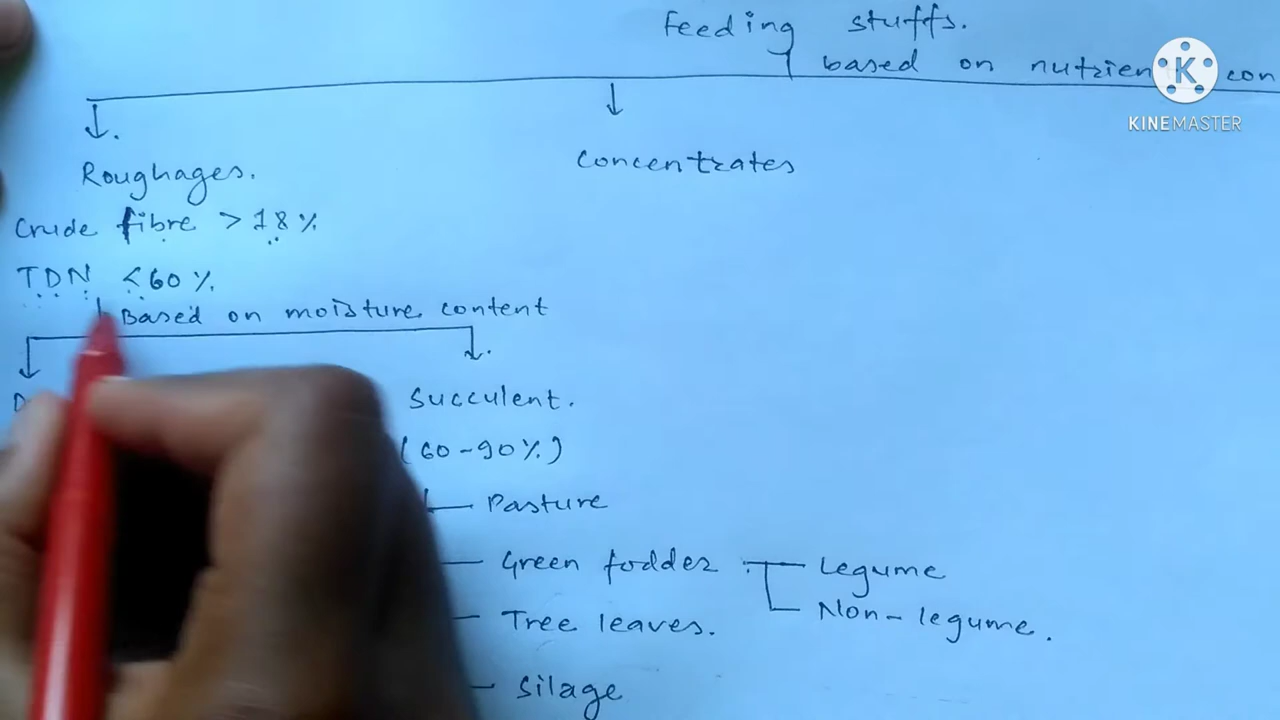 Feeding stuffs.
based on nutrien con
KINEMASTER
Roughages.
Concentrates
Crude fibre > 18%
TDN <60%.
Based on moisture content
Succulent.
(60-90%)
Pasture
Green fodder
Legume
Non-legume.
Tree leaves.
Silage